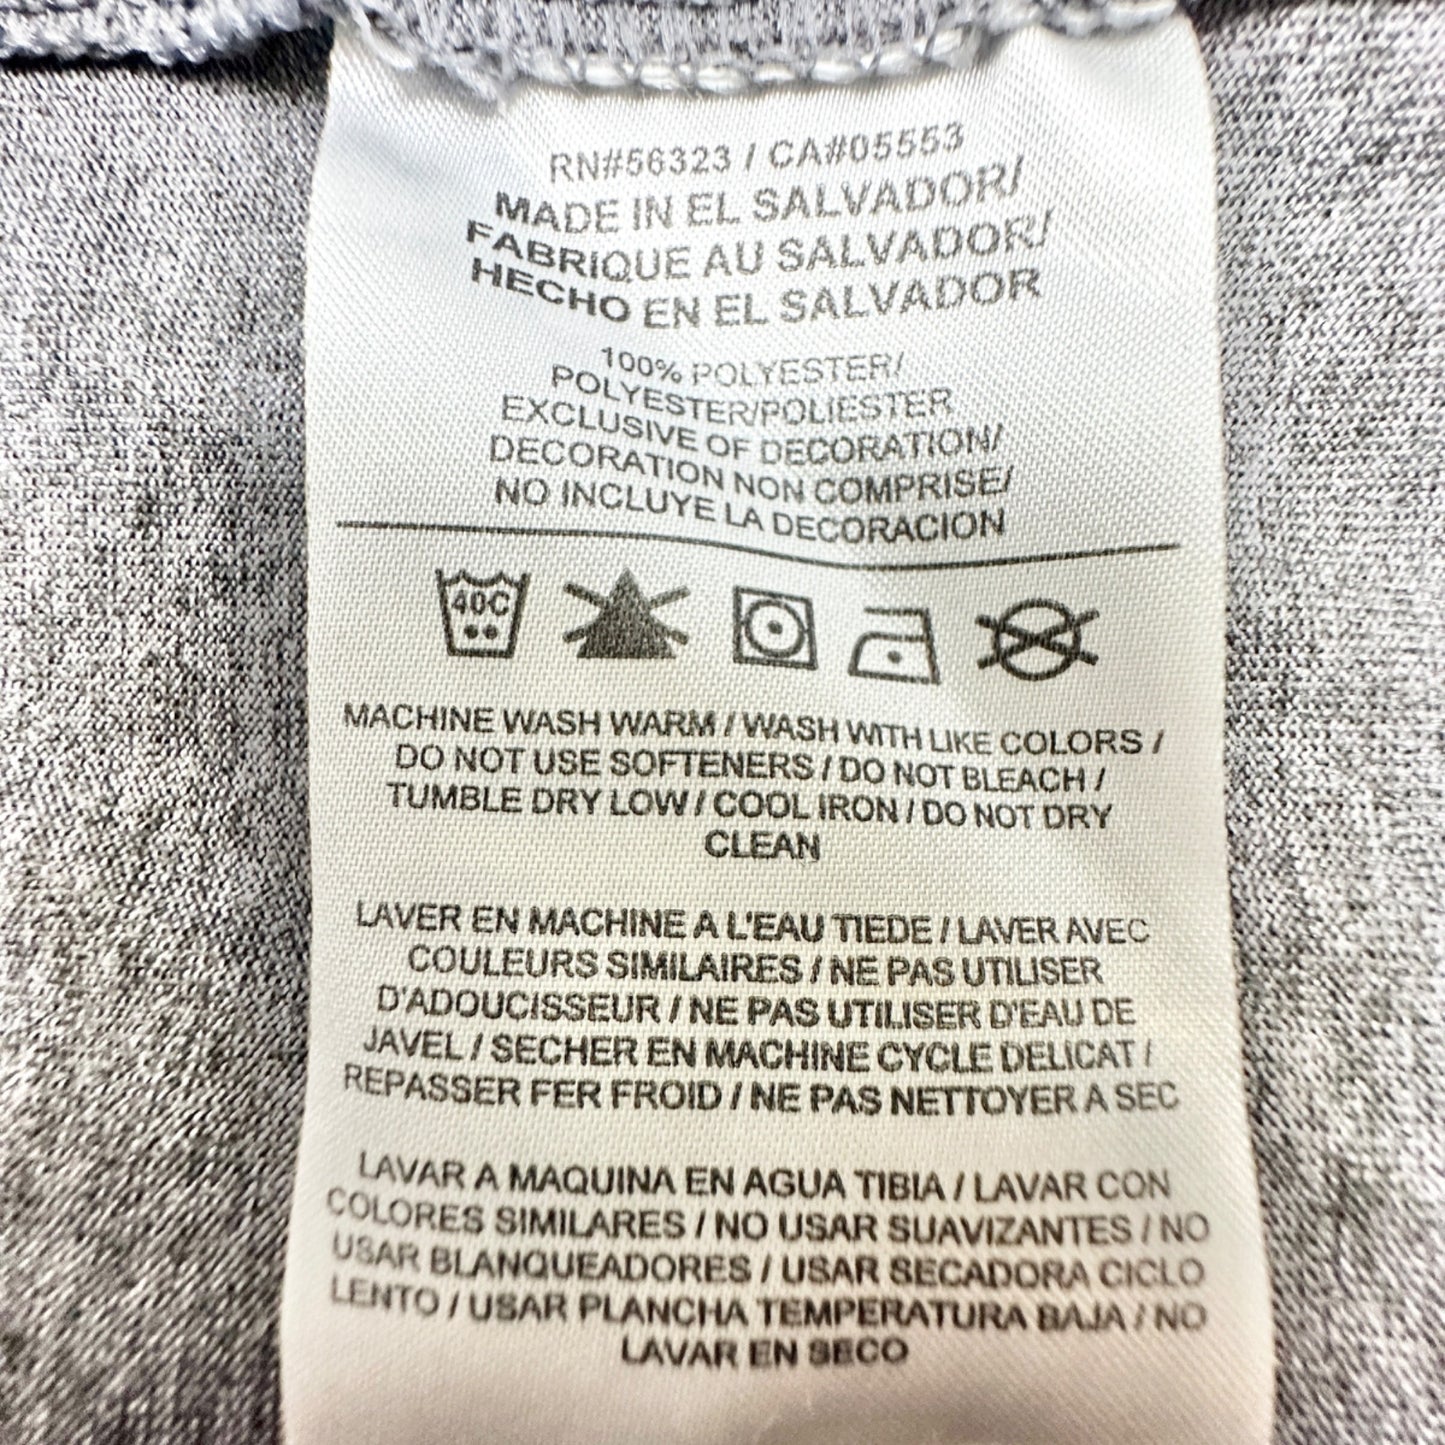 RN#56323 / CA#05553
MADE IN EL SALVADOR/
FABRIQUE AU SALVADOR/
HECHO EN EL SALVADOR
100% POLYESTER/
POLYESTER/POLIESTER
EXCLUSIVE OF DECORATION/
DECORATION NON COMPRISE/
NO INCLUYE LA DECORACION
40C
MACHINE WASH WARM / WASH WITH LIKE COLORS /
DO NOT USE SOFTENERS / DO NOT BLEACH /
TUMBLE DRY LOW / COOL IRON / DO NOT DRY
CLEAN
LAVER EN MACHINE A L'EAU TIEDE / LAVER AVEC
COULEURS SIMILAIRES / NE PAS UTILISER
D'ADOUCISSEUR / NE PAS UTILISER D'EAU DE
JAVEL / SECHER EN MACHINE CYCLE DELICAT /
REPASSER FER FROID / NE PAS NETTOYER A SEC
LAVAR A MAQUINA EN AGUA TIBIA / LAVAR CON
COLORES SIMILARES / NO USAR SUAVIZANTES / NO
USAR BLANQUEADORES / USAR SECADORA CICLO
LENTO / USAR PLANCHA TEMPERATURA BAJA / NO
LAVAR EN SECO